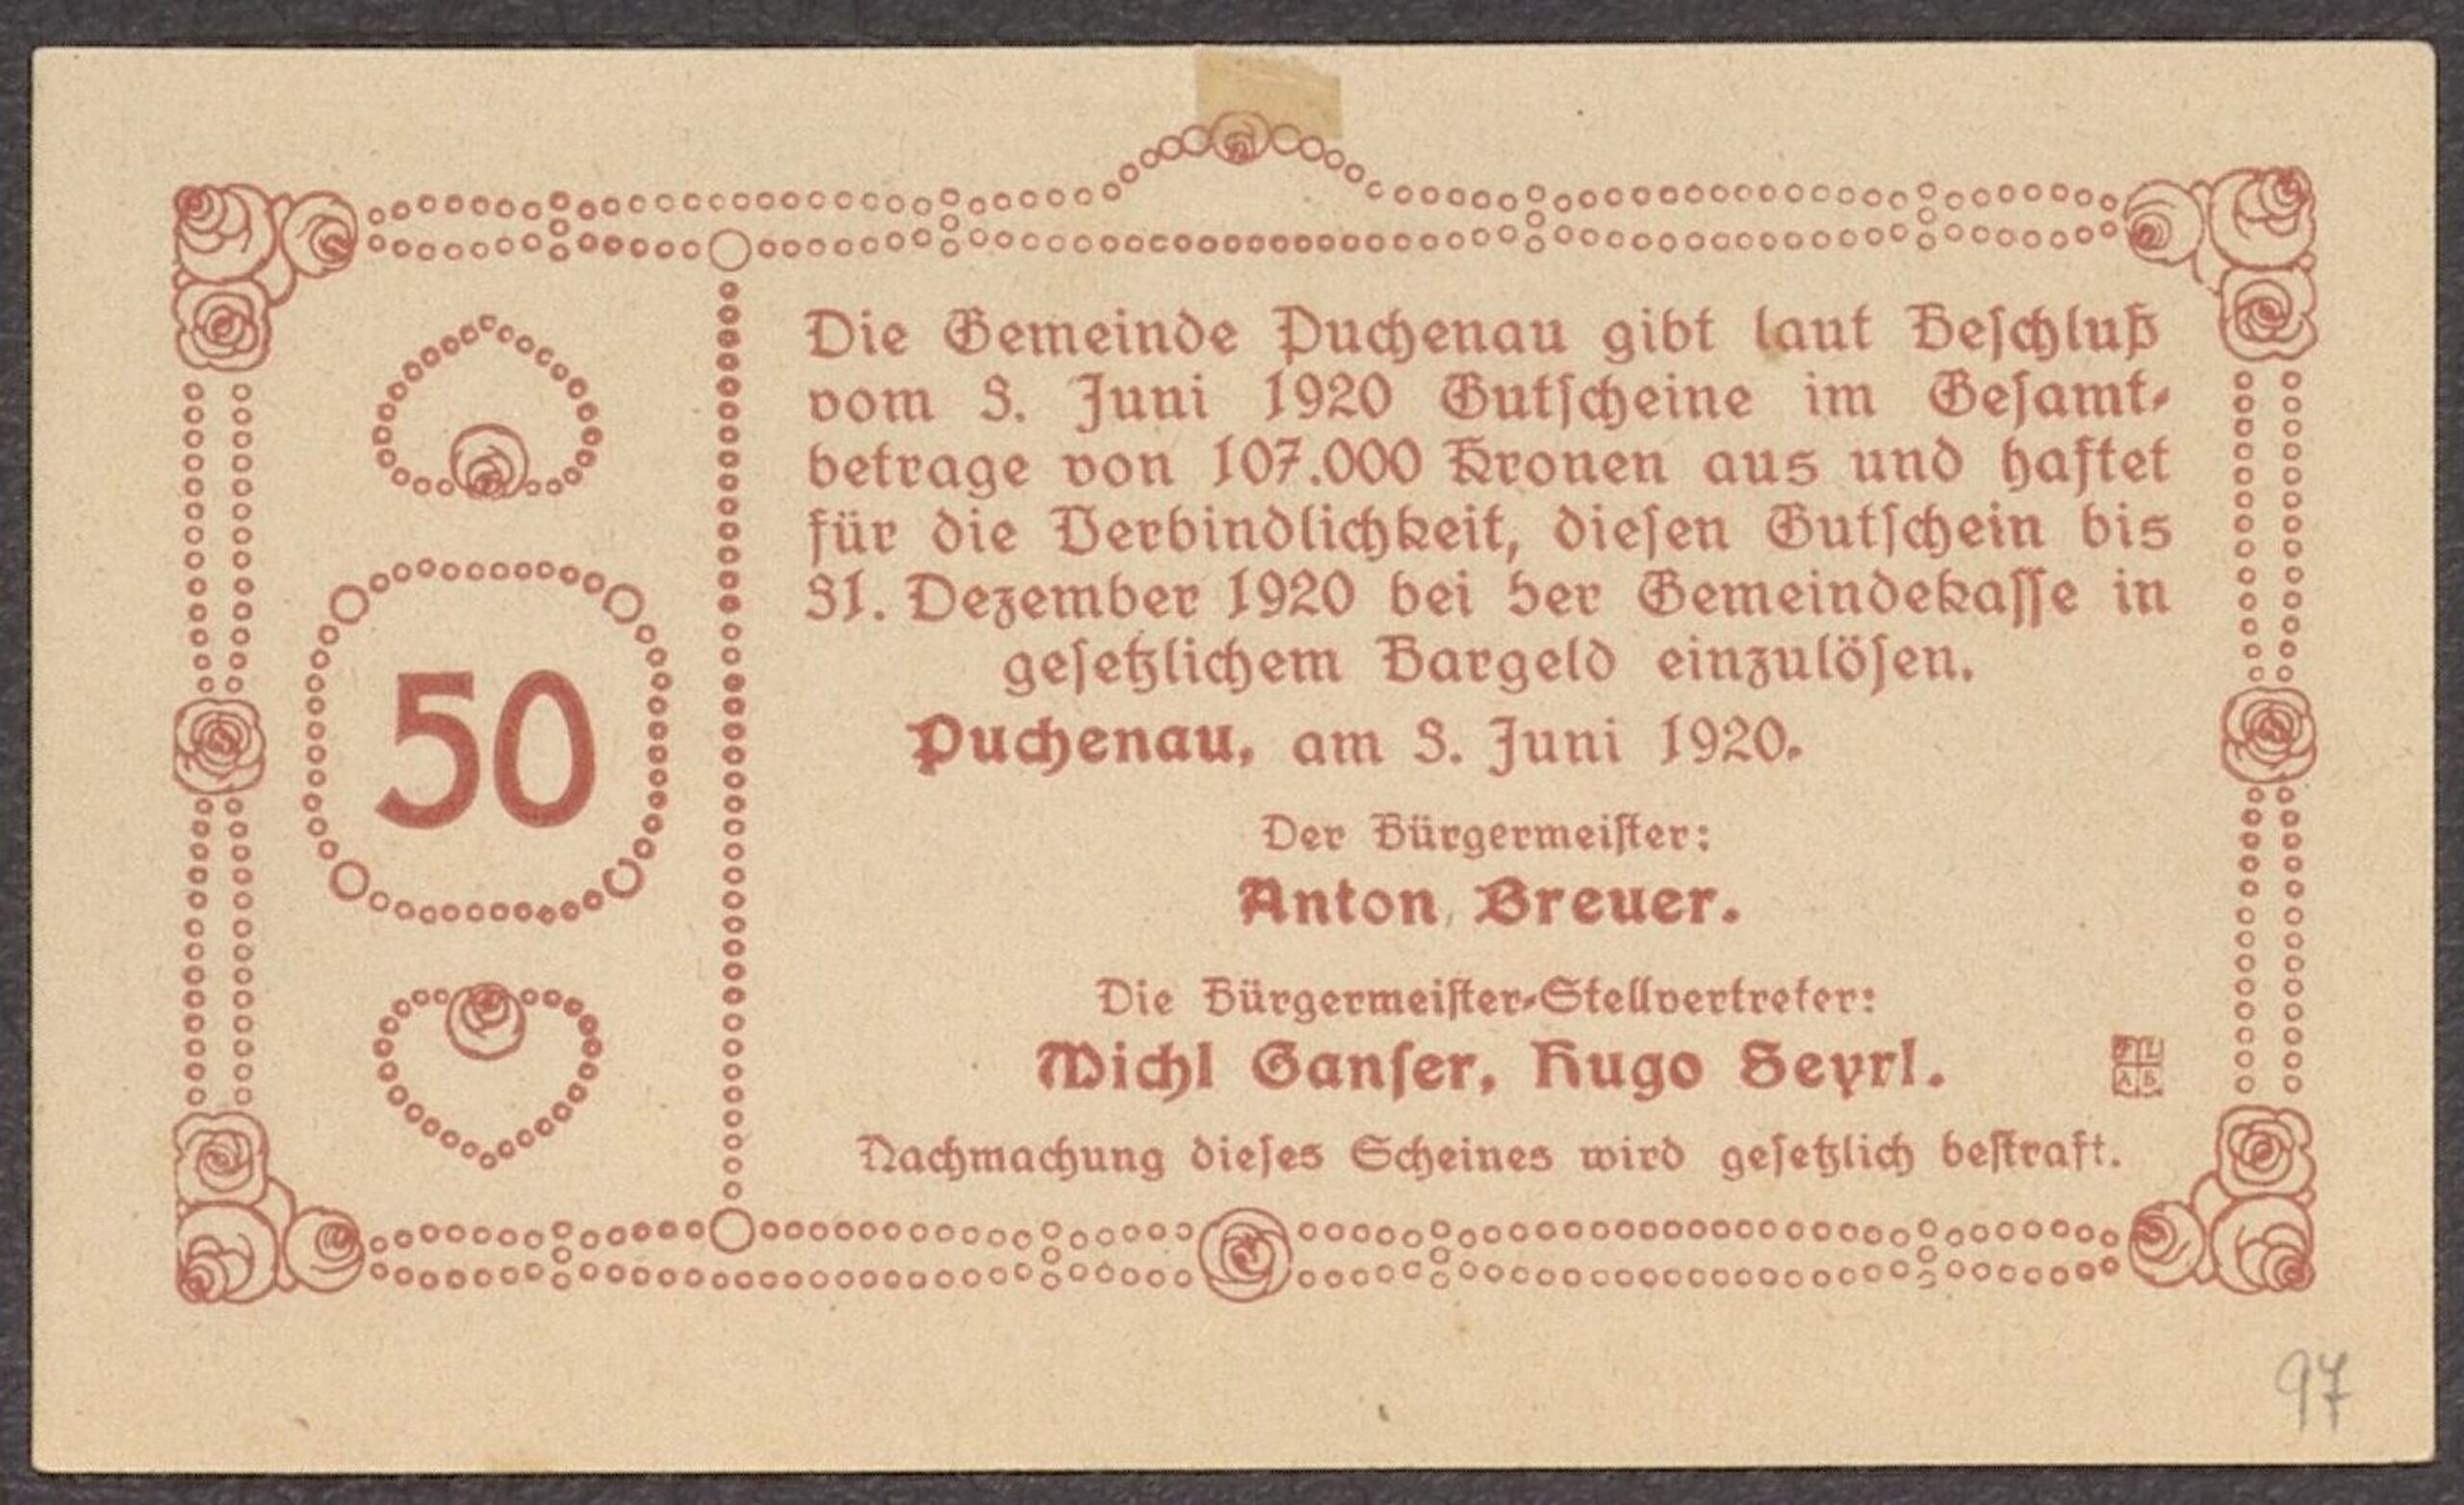 Die Gemeinde Puchenau gibt laut Beschluß
vom 3. Juni 1920 Gutscheine im Gesamt-
betrage von 107.000 Kronen aus und haftet
für die Verbindlichkeit, diesen Gutschein bis
31. Dezember 1920 bei der Gemeindekasse in
gesetzlichem Bargeld einzulösen.
50
Puchenau, am 3. Juni 1920.
Der Bürgermeister:
Anton Breuer.
Die Bürgermeister-Stellvertreter:
Michl Ganser, Hugo Seyrl.
Nachmachung dieses Scheines wird gesetzlich bestraft.
97